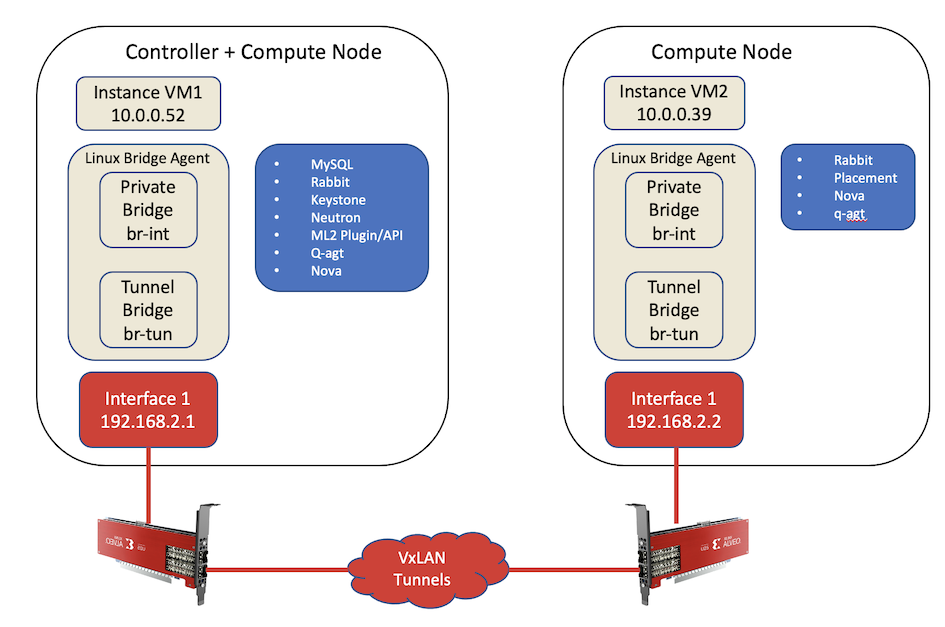 Controller + Compute Node
Instance VM1
10.0.0.52
Linux Bridge Agent
Private
Bridge
br-int
Tunnel
Bridge
br-tun
• MySQL
• Rabbit
• Keystone
• Neutron
• ML2 Plugin/API
• Q-agt
• Nova
Interface 1
192.168.2.1
Compute Node
Instance VM2
10.0.0.39
Linux Bridge Agent
Private
Bridge
br-int
Tunnel
Bridge
br-tun
• Rabbit
• Placement
• Nova
• q-agt
Interface 1
192.168.2.2
VxLAN
Tunnels
ALVEO